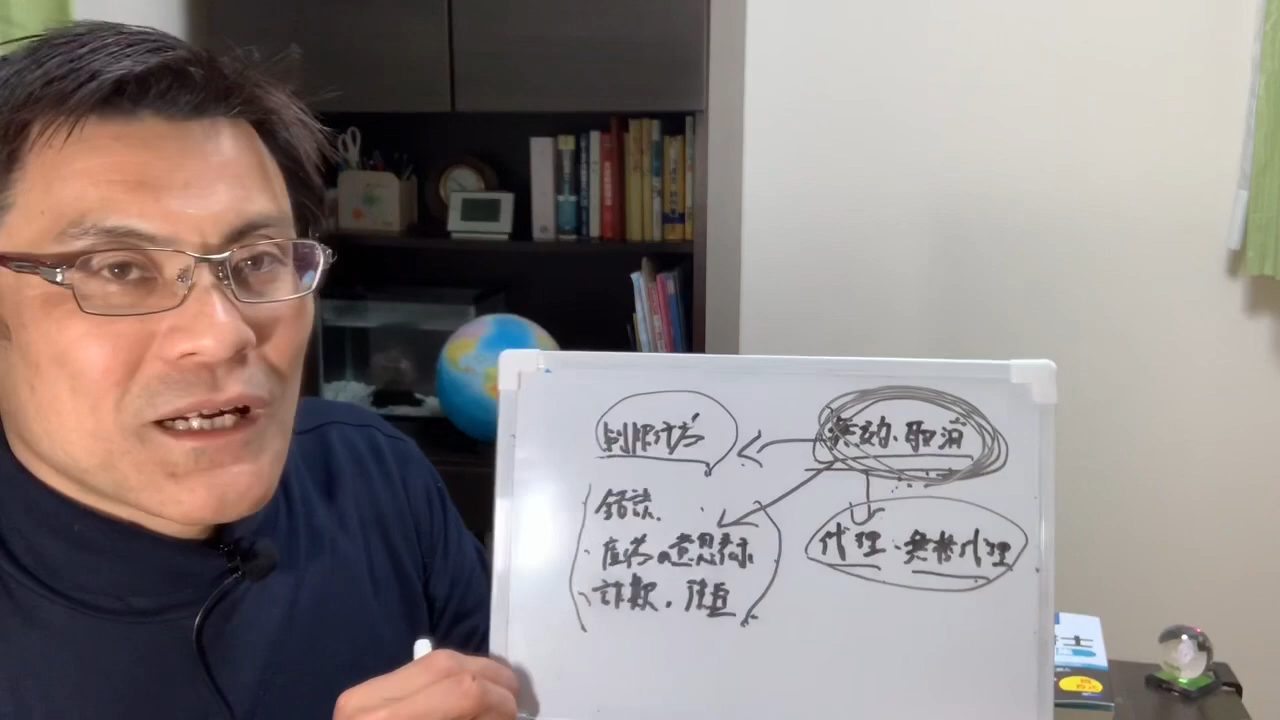 制限行為
無効・取消
錯誤
虚偽の意思表示
詐欺・強迫
代理・無権代理
士